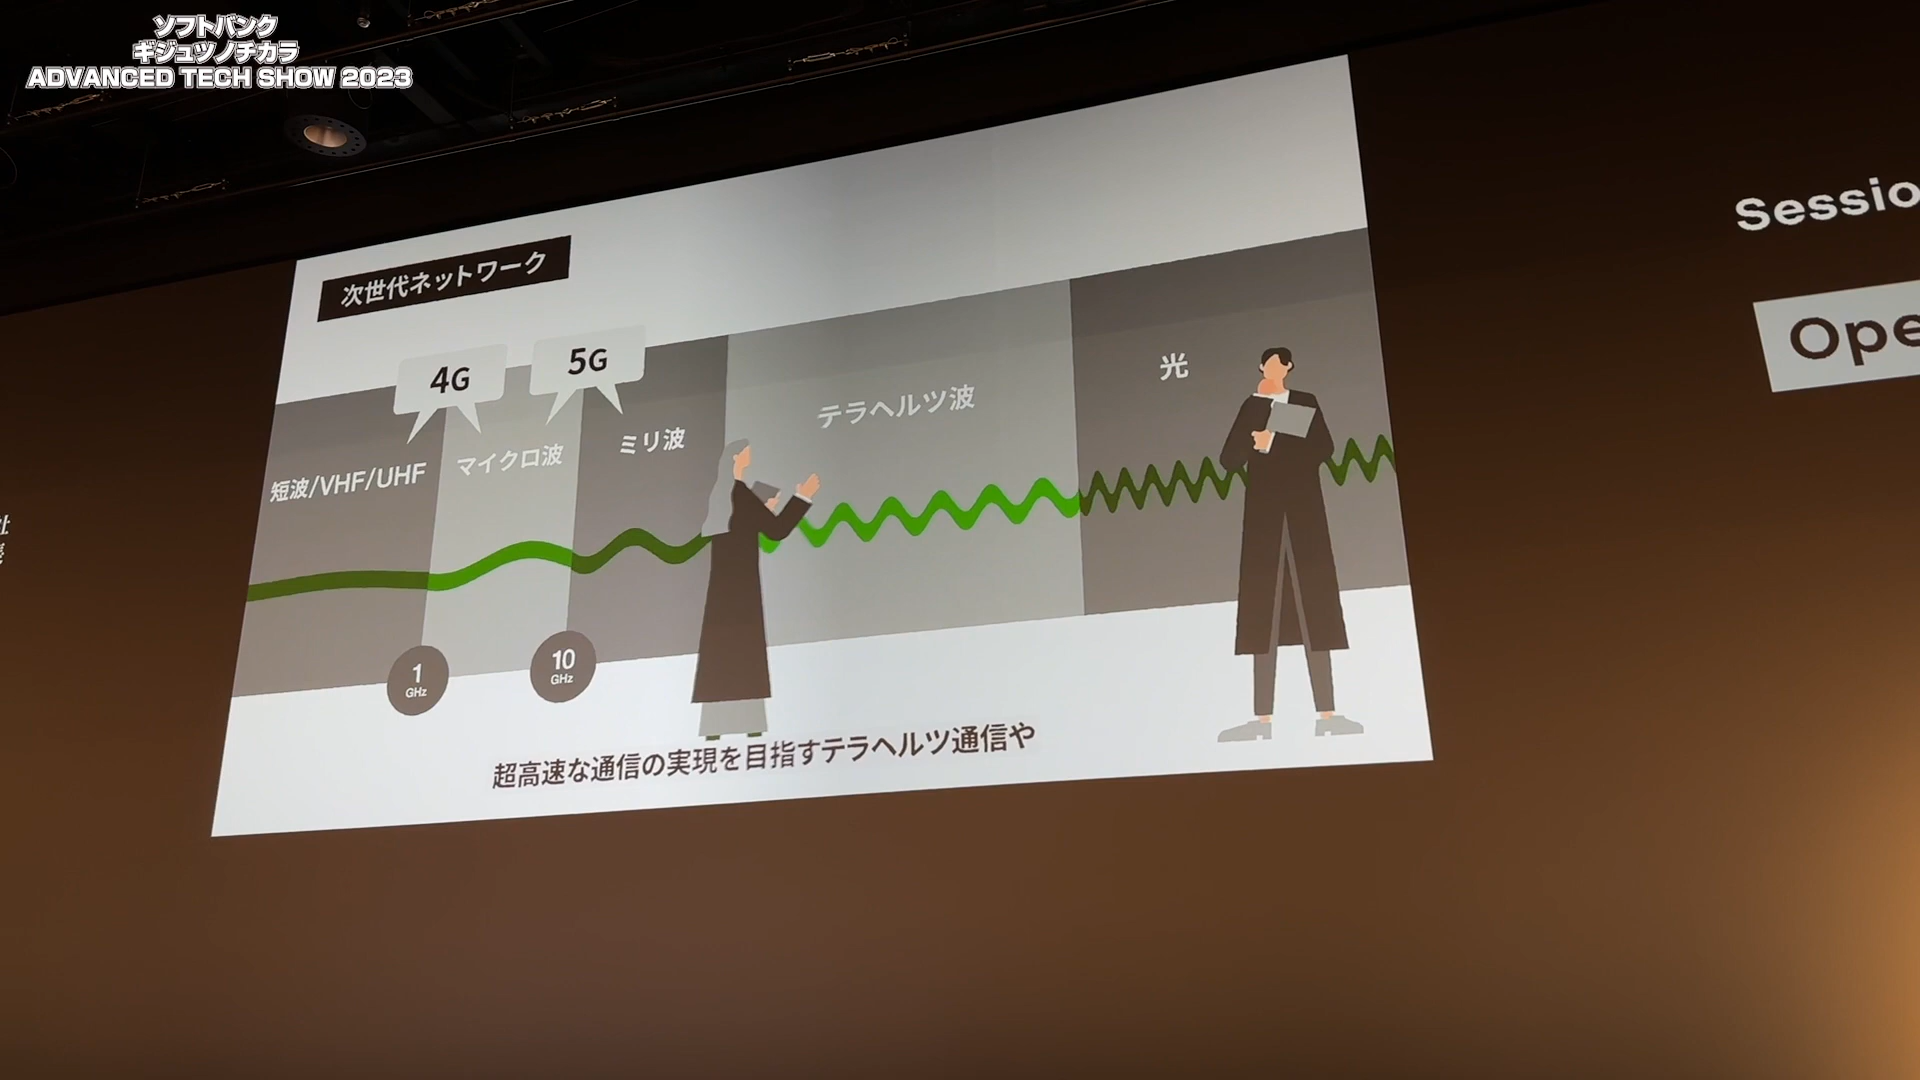 ソフトバンク
ギジュツノチカラ
ADVANCED TECH SHOW 2023
次世代ネットワーク
4G
5G
短波/VHF/UHF
マイクロ波
ミリ波
テラヘルツ波
光
1
GHz
10
GHz
超高速な通信の実現を目指すテラヘルツ通信や
Sessio
Ope
社